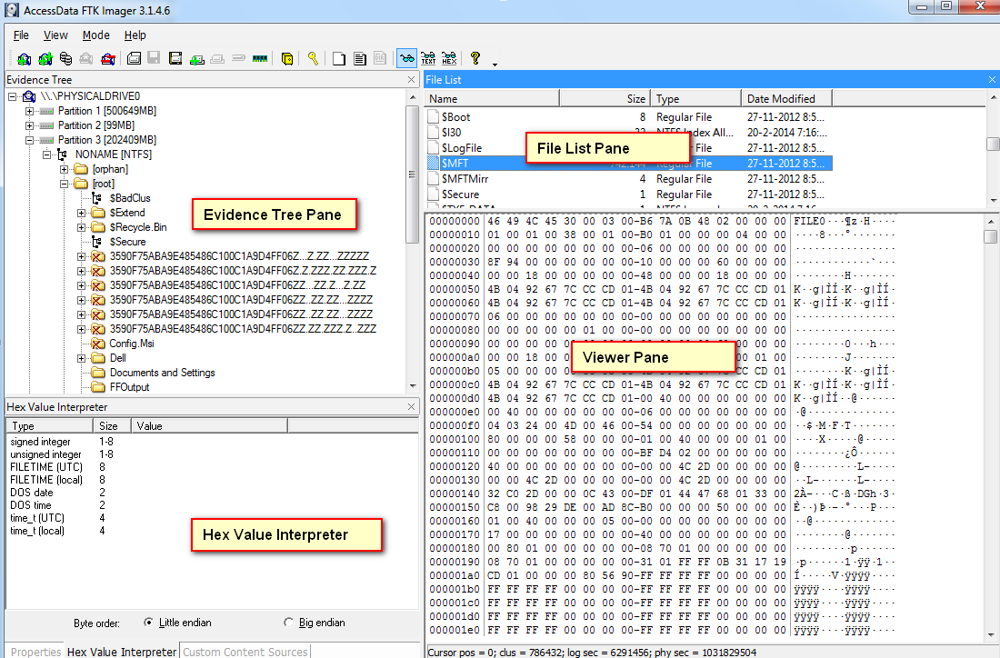 AccessData FTK Imager 3.1.4.6
File View Mode Help
Evidence Tree
\\.\PHYSICALDRIVE0
Partition 1 [500649MB]
Partition 2 [99MB]
Partition 3 [202409MB]
NONAME [NTFS]
[orphan]
[root]
$BadClus
$Extend
$Recycle.Bin
$Secure
3590F75ABA9E485486C100C1A9D4FF06Z...Z.ZZ...ZZZZZ
3590F75ABA9E485486C100C1A9D4FF06Z.ZZZ.ZZ.ZZZ.Z
3590F75ABA9E485486C100C1A9D4FF06ZZ...ZZ.Z...Z.ZZ
3590F75ABA9E485486C100C1A9D4FF06ZZ.ZZ.ZZ...ZZZZ
3590F75ABA9E485486C100C1A9D4FF06ZZ.ZZ.ZZ...ZZZZ
3590F75ABA9E485486C100C1A9D4FF06ZZ.ZZ.ZZZ.Z...ZZZ
Config.Msi
Dell
Documents and Settings
FFOutput
Evidence Tree Pane
Hex Value Interpreter
Type Size Value
signed integer 1-8
unsigned integer 1-8
FILETIME (UTC) 8
FILETIME (local) 8
DOS date 2
DOS time 2
time_t (UTC) 4
time_t (local) 4
Hex Value Interpreter
Byte order: Little endian Big endian
Properties Hex Value Interpreter Custom Content Sources
File List
Name Size Type Date Modified
$Boot 8 Regular File 27-11-2012 8:5...
$I30 NTFS Index All... 20-2-2014 7:16:...
$LogFile File 27-11-2012 8:5...
$MFT File 27-11-2012 8:5...
$MFTMirr 4 Regular File 27-11-2012 8:5...
$Secure 1 Regular File 27-11-2012 8:5...
File List Pane
00000000 46 49 4C 45 30 00 03 00-B6 7A 0B 48 02 00 00 00 FILE0···¶z·H····
00000010 01 00 01 00 38 00 01 00-B0 01 00 00 00 04 00 00 ····8···°·······
00000020 00 00 00 00 00 00 00 00-06 00 00 00 00 00 00 00 ················
00000030 8F 94 00 00 00 00 00 00-10 00 00 00 60 00 00 00 ············`···
00000040 00 00 18 00 00 00 00 00-48 00 00 00 18 00 00 00 ········H·······
00000050 4B 04 92 67 7C CC CD 01-4B 04 92 67 7C CC CD 01 K··g|ÌÍ·K··g|ÌÍ·
00000060 4B 04 92 67 7C CC CD 01-4B 04 92 67 7C CC CD 01 K··g|ÌÍ·K··g|ÌÍ·
00000070 06 00 00 00 00 00 00 00-00 00 00 00 00 00 00 00 ················
00000080 00 00 00 00 00 01 00 00-00 00 00 00 00 00 00 00 ················
00000090 00 00 00 00 00 00 ············0···h···
000000a0 00 00 18 00 00 01 00 ········J·······
000000b0 05 00 00 00 00 CC CD 01 ········K··g|ÌÍ·
000000c0 4B 04 92 67 7C CC CD 01-4B 04 92 67 7C CC CD 01 K··g|ÌÍ·K··g|ÌÍ·
000000d0 4B 04 92 67 7C CC CD 01-00 40 00 00 00 00 00 00 K··g|ÌÍ··@······
000000e0 00 40 00 00 00 00 00 00-06 00 00 00 00 00 00 00 ·@··············
000000f0 04 03 24 00 4D 00 46 00-54 00 00 00 00 00 00 00 ··$·M·F·T·······
00000100 80 00 00 00 58 00 00 00-01 00 40 00 00 00 01 00 ····X·····@·····
00000110 00 00 00 00 00 00 00 00-BF D4 02 00 00 00 00 00 ········¿Ô······
00000120 40 00 00 00 00 00 00 00-00 00 4C 2D 00 00 00 00 @·········L-····
00000130 00 00 4C 2D 00 00 00 00-00 00 4C 2D 00 00 00 00 ··L-······L-····
00000140 32 C0 2D 00 00 0C 43 00-DF 01 44 47 68 01 33 00 2À-···C·ß·DGh·3·
00000150 C8 00 98 29 DE 00 AD 8C-B0 00 00 00 50 00 00 00 È··)Þ·-·°···P···
00000160 01 00 40 00 00 00 05 00-00 00 00 00 00 00 00 00 ··@·············
00000170 17 00 00 00 00 00 00 00-40 00 00 00 00 00 00 00 ········@·······
00000180 00 80 01 00 00 00 00 00-08 70 01 00 00 00 00 00 ·········p······
00000190 08 70 01 00 00 00 00 00-31 01 FF FF 0B 31 17 19 ·p······1·ÿÿ·1··
000001a0 CD 01 00 00 00 80 56 90-FF FF FF FF 00 00 00 00 Í·····V·ÿÿÿÿ····
000001b0 FF FF FF FF 00 00 00 00-FF FF FF FF 00 00 00 00 ÿÿÿÿ····ÿÿÿÿ····
000001c0 FF FF FF FF 00 00 00 00-FF FF FF FF 00 00 00 00 ÿÿÿÿ····ÿÿÿÿ····
000001d0 FF FF FF FF 00 00 00 00-FF FF FF FF 00 00 00 00 ÿÿÿÿ····ÿÿÿÿ····
000001e0 FF FF FF FF 00 00 00 00-FF FF FF FF 00 00 00 00 ÿÿÿÿ····ÿÿÿÿ····
Viewer Pane
Cursor pos = 0; clus = 786432; log sec = 6291456; phy sec = 1031829504